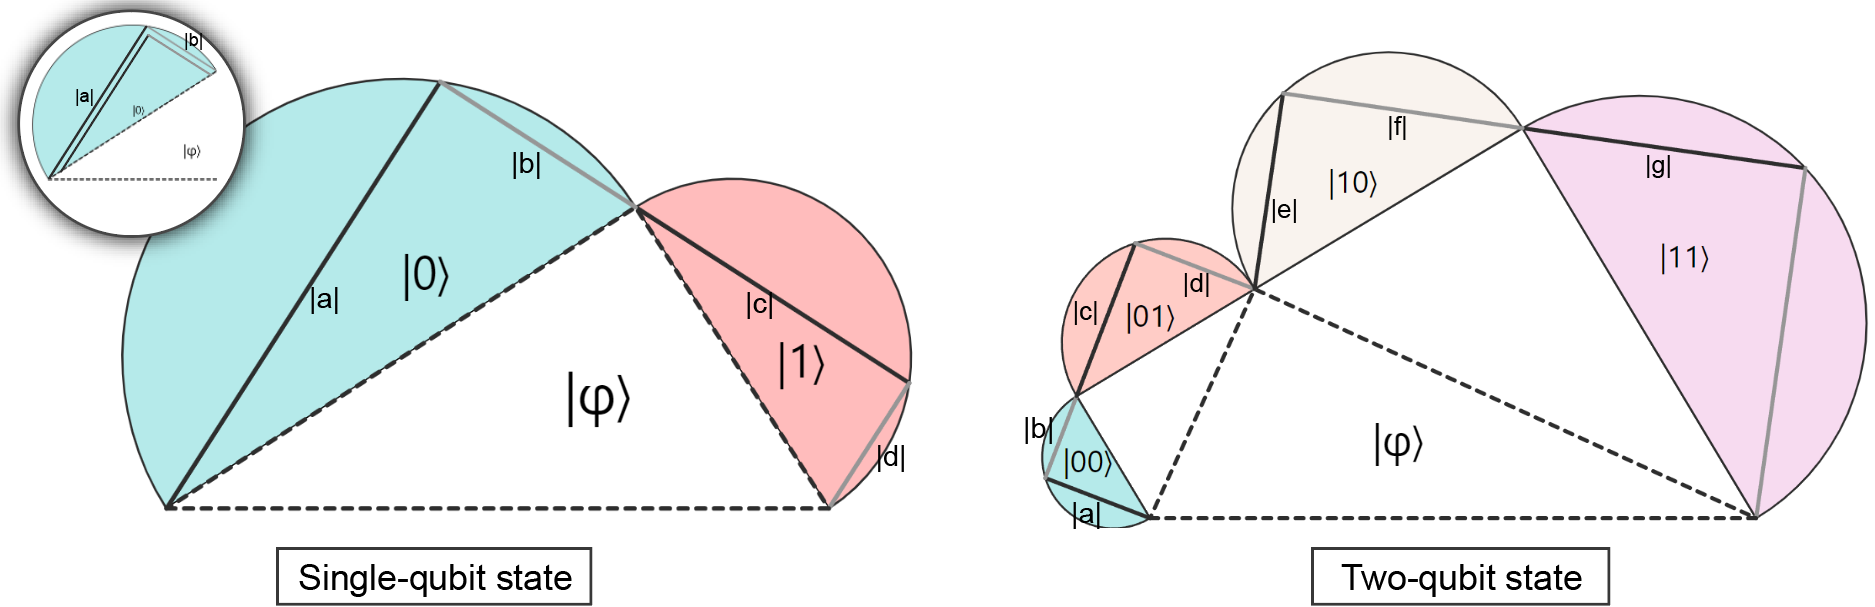 |b|
|a|
|0⟩
|φ⟩
|b|
|a|
|0⟩
|c|
|1⟩
|φ⟩
|d|
Single-qubit state
|f|
|10⟩
|e|
|g|
|11⟩
|d|
|c|
|01⟩
|b|
|00⟩
|a|
|φ⟩
Two-qubit state